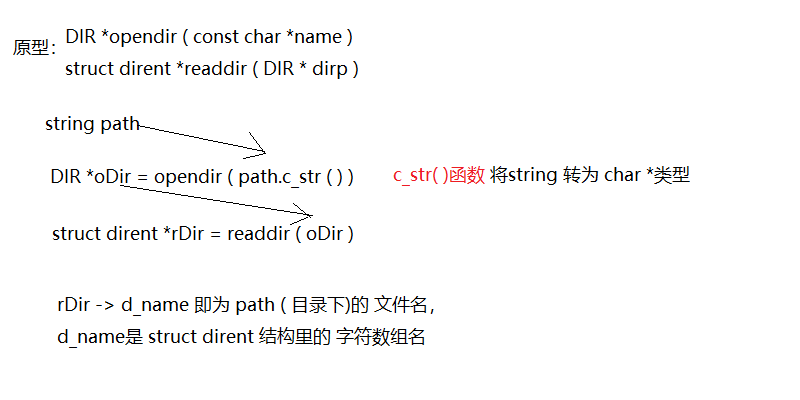 原型：
DIR *opendir ( const char *name )
struct dirent *readdir ( DIR * dirp )
string path
DIR *oDir = opendir ( path.c_str ( ) ) c_str( )函数 将string 转为 char *类型
struct dirent *rDir = readdir ( oDir )
rDir -> d_name 即为 path ( 目录下)的 文件名，
d_name是 struct dirent 结构里的 字符数组名